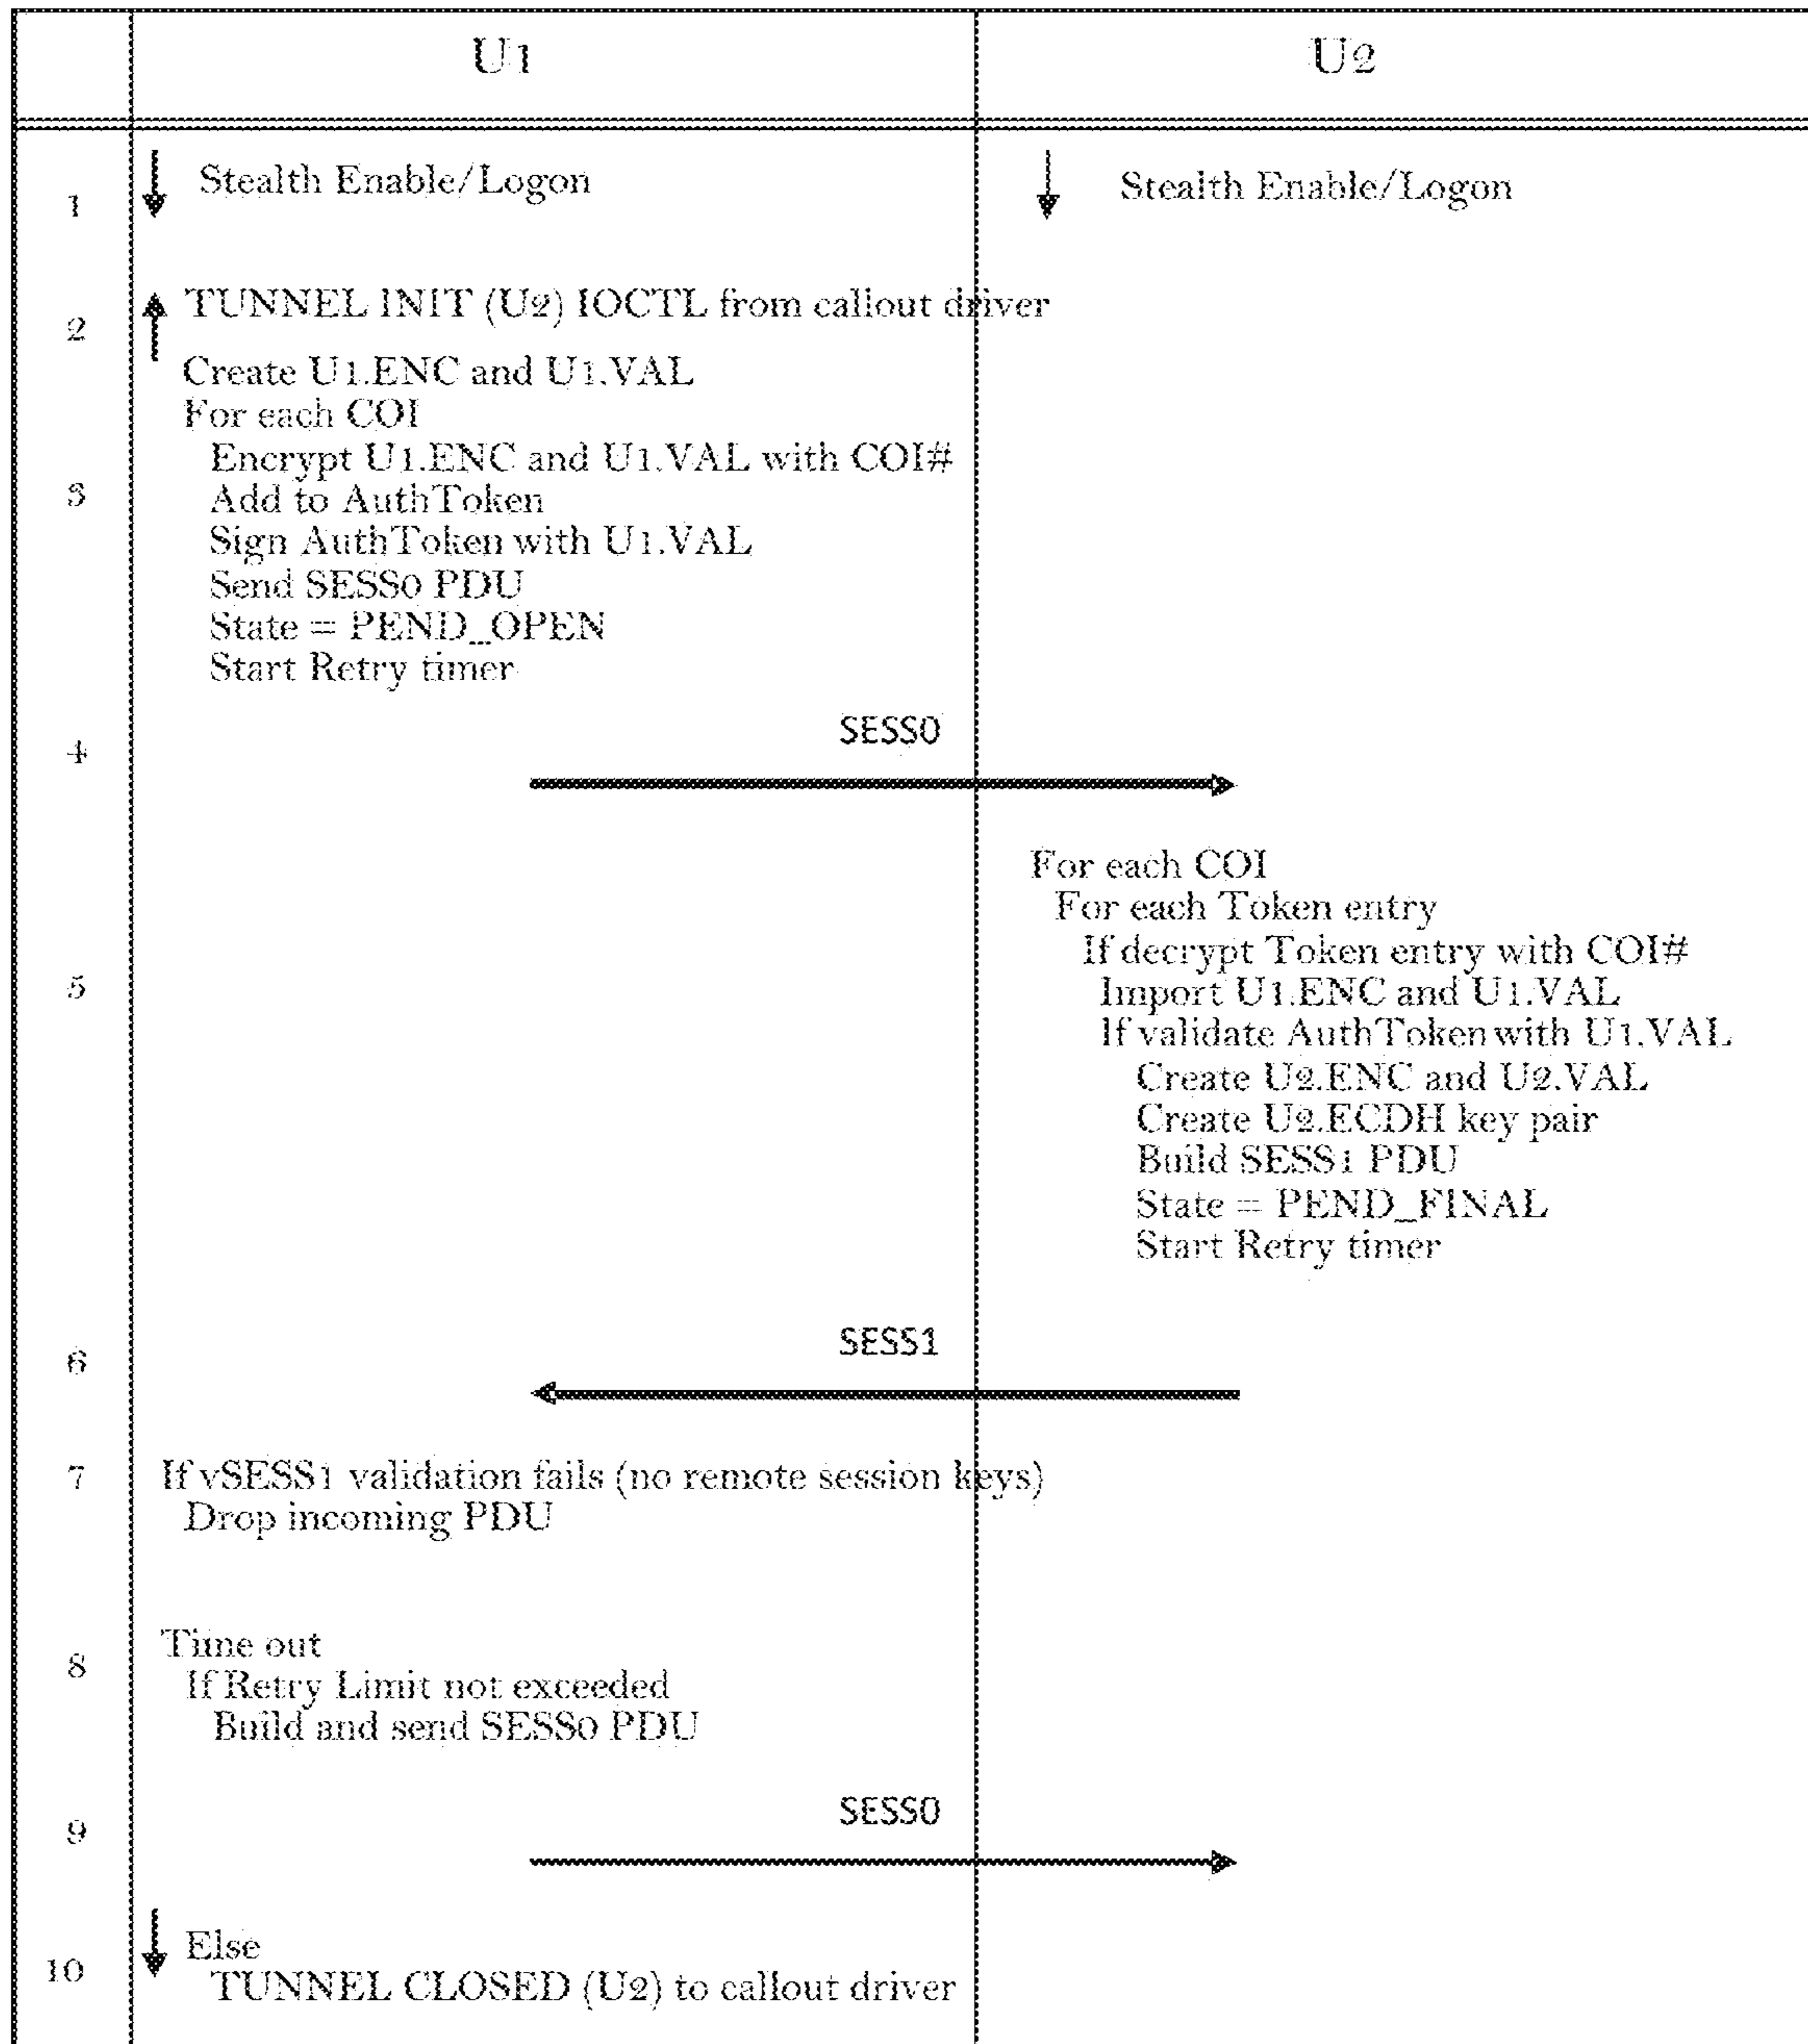 U1 U2
1 Stealth Enable/Logon Stealth Enable/Logon
2 TUNNEL INIT (U2) IOCTL from callout driver
Create U1.ENC and U1.VAL
For each COI
Encrypt U1.ENC and U1.VAL with COI#
3 Add to AuthToken
Sign AuthToken with U1.VAL
Send SESS0 PDU
State = PEND_OPEN
Start Retry timer
4 SESS0
For each COI
For each Token entry
If decrypt Token entry with COI#
5 Import U1.ENC and U1.VAL
If validate AuthToken with U1.VAL
Create U2.ENC and U2.VAL
Create U2.ECDH key pair
Build SESS1 PDU
State = PEND_FINAL
Start Retry timer
6 SESS1
7 If vSESS1 validation fails (no remote session keys)
Drop incoming PDU
Time out
8 If Retry Limit not exceeded
Build and send SESS0 PDU
9 SESS0
Else
10 TUNNEL CLOSED (U2) to callout driver